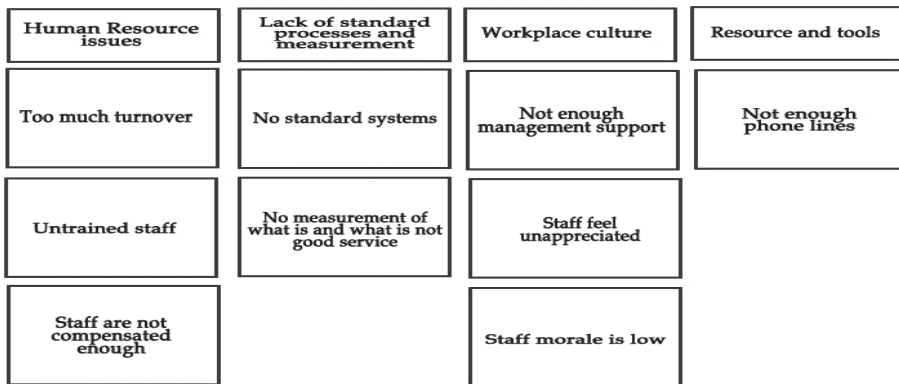 Human Resource
issues
Lack of standard
processes and
measurement
Workplace culture
Resource and tools
Too much turnover
No standard systems
Not enough
management support
Not enough
phone lines
Untrained staff
No measurement of
what is and what is not
good service
Staff feel
unappreciated
Staff are not
compensated
enough
Staff morale is low